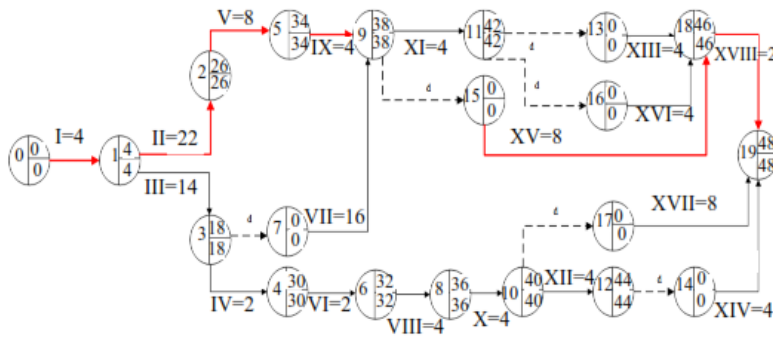 V=8
5 34 34
IX=4
9 38 38
XI=4
11 42 42
d
13 0 0
XIII=4
18 46 46
XVIII=2
2 26 26
d
15 0 0
d
16 0 0
XVI=4
XV=8
0 0 0
I=4
1 4 4
II=22
III=14
19 48 48
3 18 18
d
7 0 0
VII=16
d
17 0 0
XVII=8
IV=2
4 30 30
VI=2
6 32 32
VIII=4
8 36 36
X=4
10 40 40
XII=4
12 44 44
d
14 0 0
XIV=4